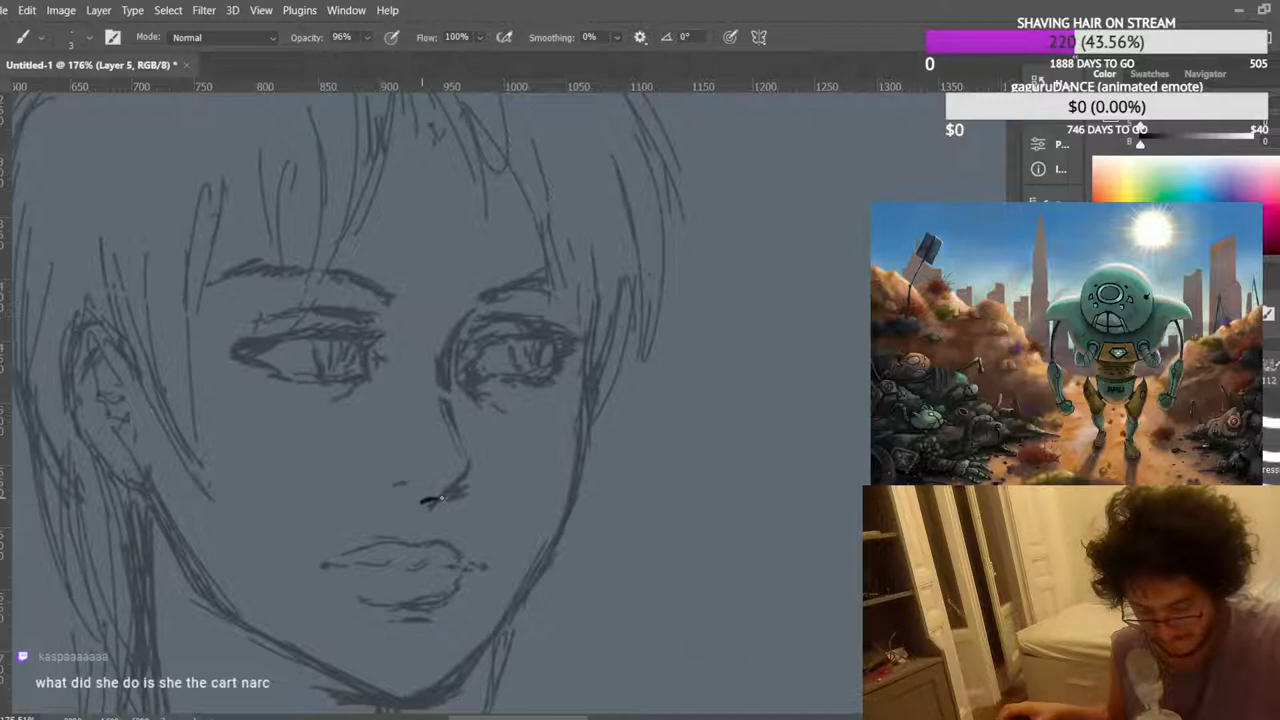 Edit Image Layer Type Select Filter 3D View Plugins Window Help
3 Mode: Normal Opacity: 96% Flow: 100% Smoothing: 0% 0°
Untitled-1 @ 176% (Layer 5, RGB/8) *
650 700 750 800 850 900 950 1000 1050 1100 1150 1200 1250 1300 1350
SHAVING HAIR ON STREAM
220 (43.56%)
0 1888 DAYS TO GO 505
Color Swatches Navigator
gaguruDANCE (animated emote)
$0 (0.00%)
$0 746 DAYS TO GO $40
B
P...
I...
kaspaaaaaaa
what did she do is she the cart narc